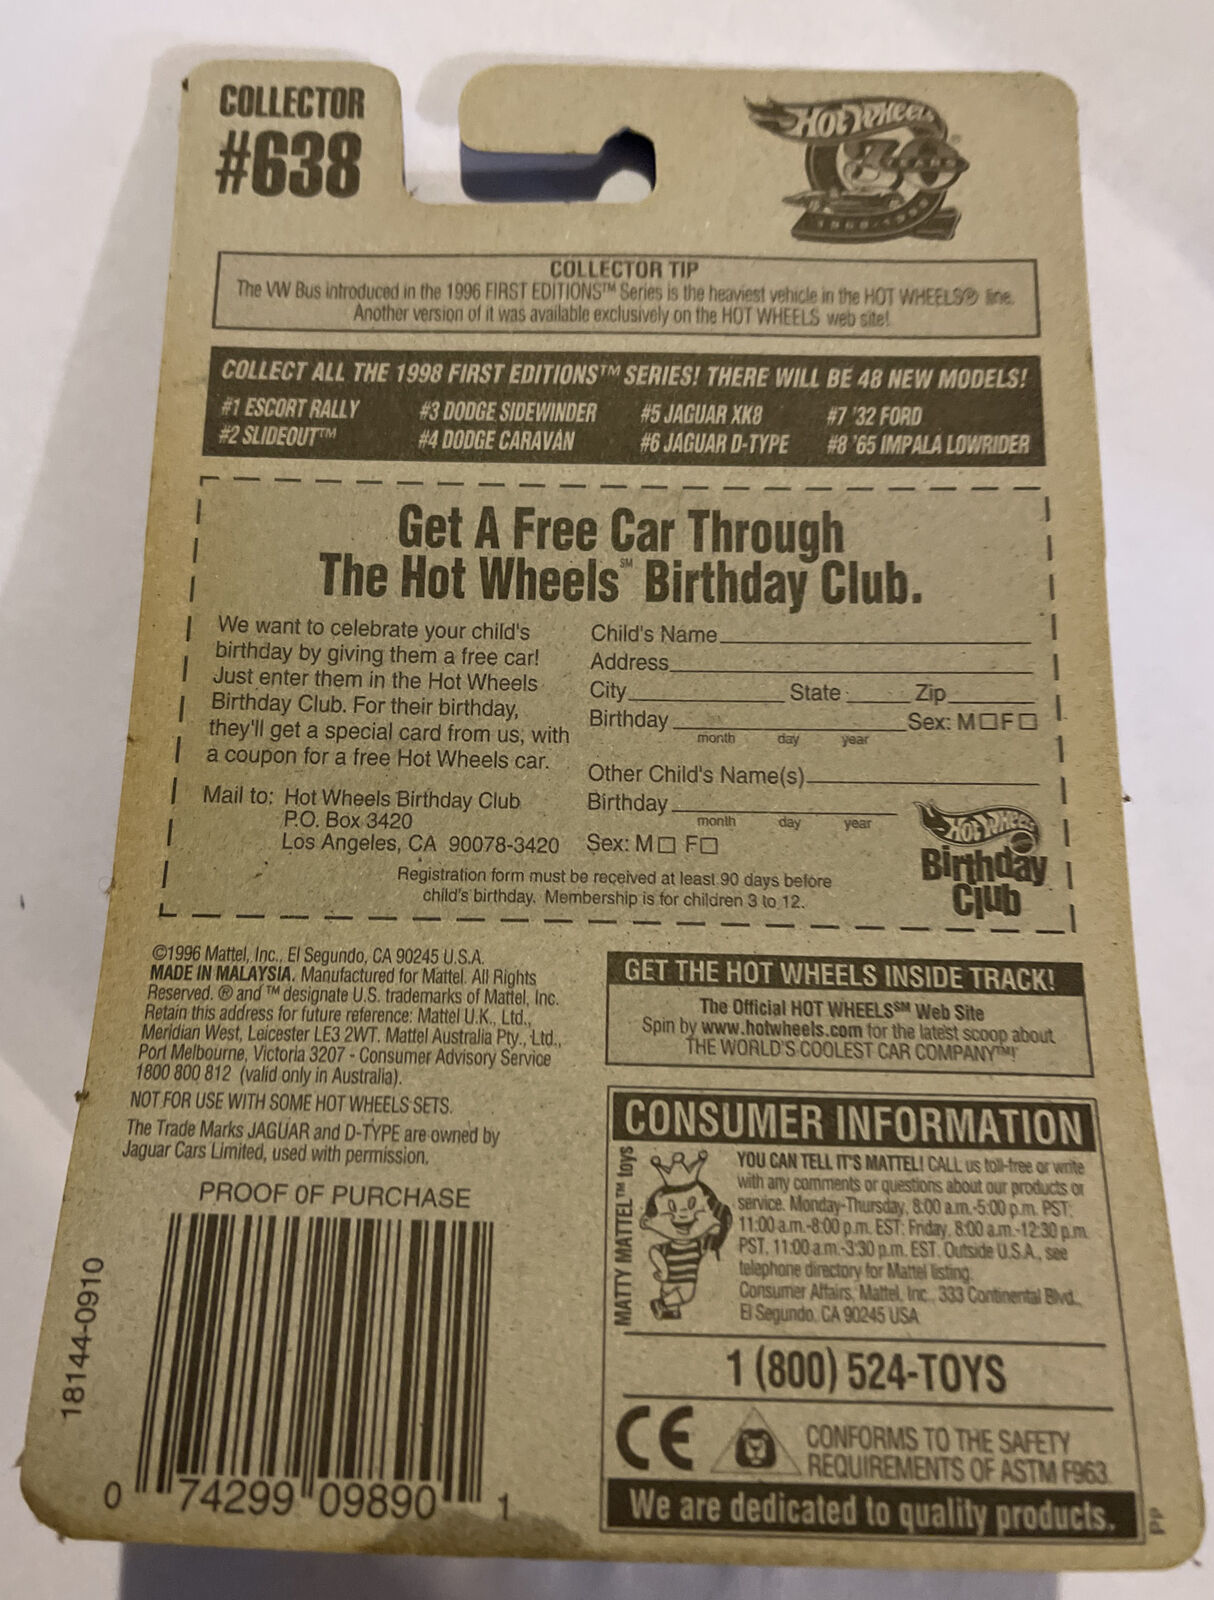 COLLECTOR
#638
HOT WHEELS
30
YEARS
1968-1998
COLLECTOR TIP
The VW Bus introduced in the 1996 FIRST EDITIONS™ Series is the heaviest vehicle in the HOT WHEELS® line.
Another version of it was available exclusively on the HOT WHEELS web site!
COLLECT ALL THE 1998 FIRST EDITIONS™ SERIES! THERE WILL BE 48 NEW MODELS!
#1 ESCORT RALLY #3 DODGE SIDEWINDER #5 JAGUAR XK8 #7 '32 FORD
#2 SLIDEOUT™ #4 DODGE CARAVAN #6 JAGUAR D-TYPE #8 '65 IMPALA LOWRIDER
Get A Free Car Through
The Hot Wheels℠ Birthday Club.
We want to celebrate your child's
birthday by giving them a free car!
Just enter them in the Hot Wheels
Birthday Club. For their birthday,
they'll get a special card from us, with
a coupon for a free Hot Wheels car.
Mail to: Hot Wheels Birthday Club
P.O. Box 3420
Los Angeles, CA 90078-3420
Child's Name
Address
City State Zip
Birthday Sex: M☐F☐
month day year
Other Child's Name(s)
Birthday
month day year
Sex: M☐ F☐
HOT WHEELS
Birthday
Club
Registration form must be received at least 90 days before
child's birthday. Membership is for children 3 to 12.
©1996 Mattel, Inc., El Segundo, CA 90245 U.S.A.
MADE IN MALAYSIA. Manufactured for Mattel. All Rights
Reserved. ® and ™ designate U.S. trademarks of Mattel, Inc.
Retain this address for future reference: Mattel U.K., Ltd.,
Meridian West, Leicester LE3 2WT. Mattel Australia Pty., Ltd.,
Port Melbourne, Victoria 3207 - Consumer Advisory Service
1800 800 812 (valid only in Australia).
NOT FOR USE WITH SOME HOT WHEELS SETS.
The Trade Marks JAGUAR and D-TYPE are owned by
Jaguar Cars Limited, used with permission.
PROOF OF PURCHASE
18144-0910
0 74299 09890 1
GET THE HOT WHEELS INSIDE TRACK!
The Official HOT WHEELS℠ Web Site
Spin by www.hotwheels.com for the latest scoop about
THE WORLD'S COOLEST CAR COMPANY™!
CONSUMER INFORMATION
MATTY MATTEL™ toys
YOU CAN TELL IT'S MATTEL! CALL us toll-free or write
with any comments or questions about our products or
service. Monday-Thursday, 8:00 a.m.-5:00 p.m. PST;
11:00 a.m.-8:00 p.m. EST: Friday, 8:00 a.m.-12:30 p.m.
PST, 11:00 a.m.-3:30 p.m. EST. Outside U.S.A., see
telephone directory for Mattel listing.
Consumer Affairs, Mattel, Inc., 333 Continental Blvd.,
El Segundo, CA 90245 USA
1 (800) 524-TOYS
CE
CONFORMS TO THE SAFETY
REQUIREMENTS OF ASTM F963.
We are dedicated to quality products.
PP